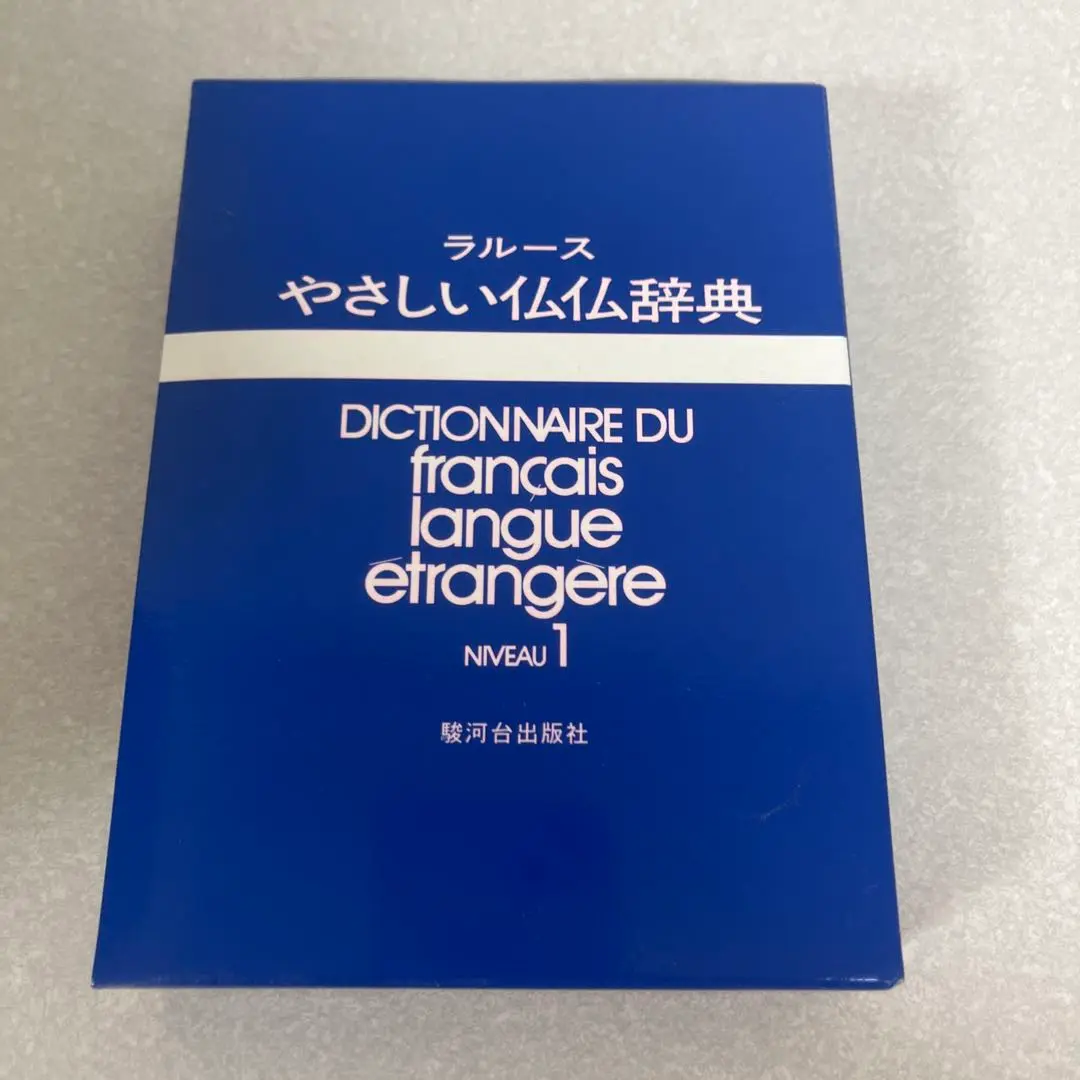 ラルース
やさしい仏仏辞典
DICTIONNAIRE DU
français
langue
étrangère
NIVEAU 1
駿河台出版社